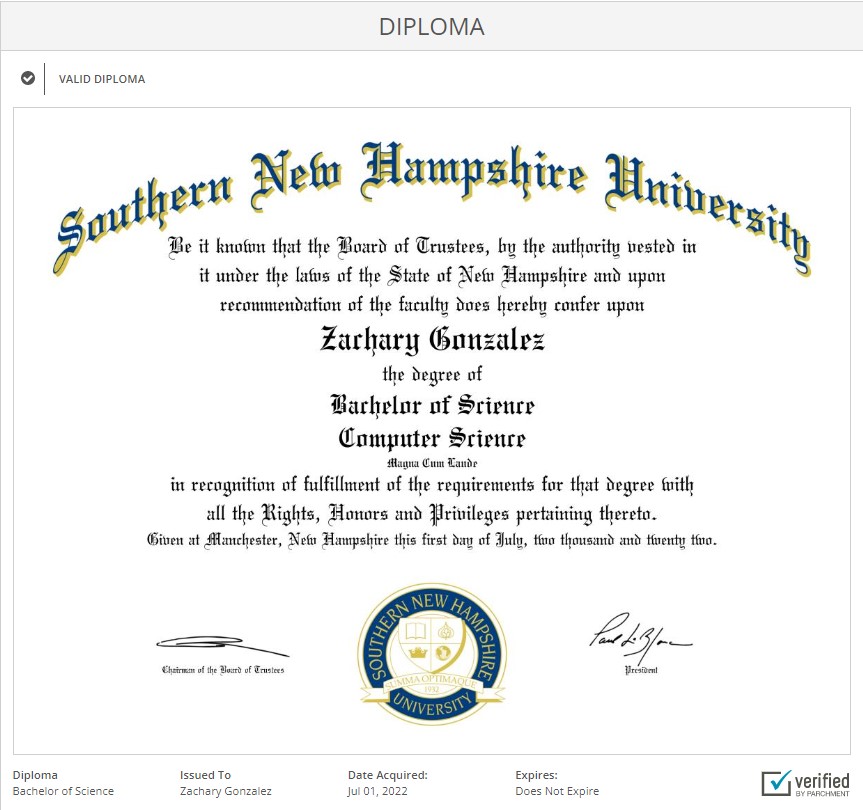 DIPLOMA
VALID DIPLOMA
Southern New Hampshire University
Be it known that the Board of Trustees, by the authority vested in
it under the laws of the State of New Hampshire and upon
recommendation of the faculty does hereby confer upon
Zachary Gonzalez
the degree of
Bachelor of Science
Computer Science
Magna Cum Laude
in recognition of fulfillment of the requirements for that degree with
all the Rights, Honors and Privileges pertaining thereto.
Given at Manchester, New Hampshire this first day of July, two thousand and twenty two.
SOUTHERN NEW HAMPSHIRE
SUMMA OPTIMAQUE
1932
UNIVERSITY
Chairman of the Board of Trustees
President
Diploma
Bachelor of Science
Issued To
Zachary Gonzalez
Date Acquired:
Jul 01, 2022
Expires:
Does Not Expire
verified
BY PARCHMENT